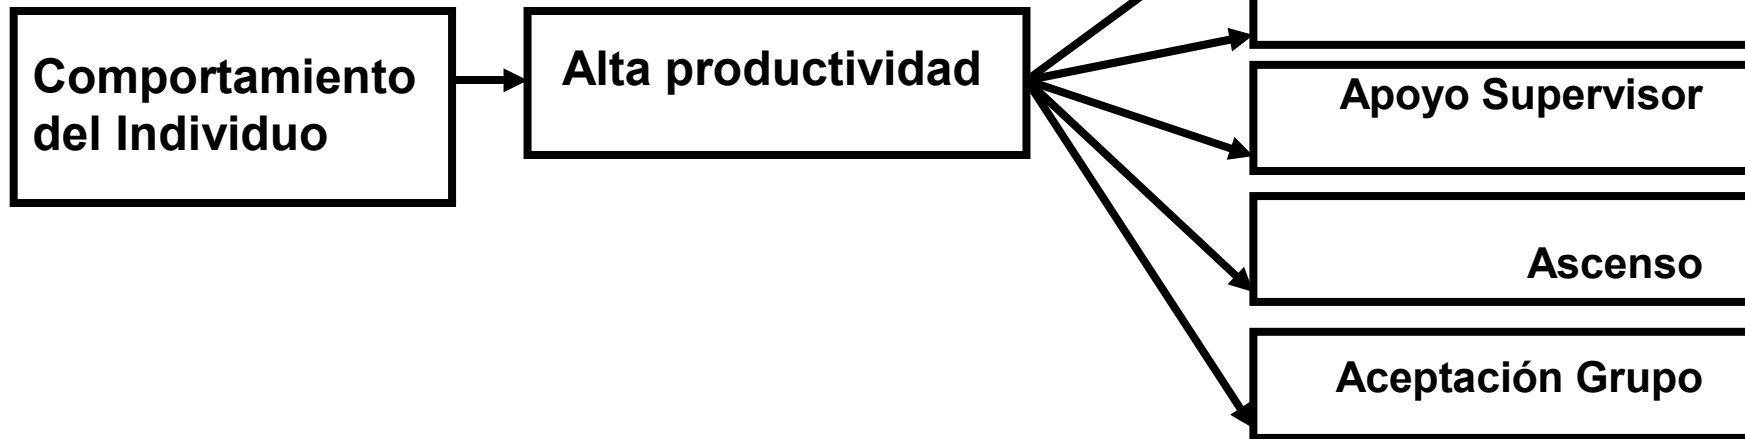 Comportamiento
del Individuo
Alta productividad
Apoyo Supervisor
Ascenso
Aceptación Grupo